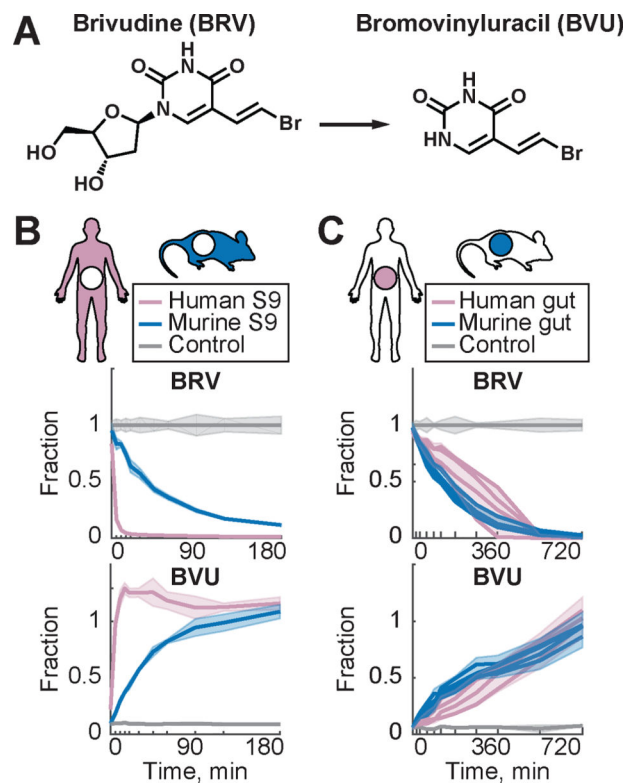 A
Brivudine (BRV)
Bromovinyluracil (BVU)
H
O N O
O N
Br
HO
HO
H
O N O
HN
Br
B
Human S9
Murine S9
Control
BRV
Fraction
1
0.5
0
0 90 180
BVU
Fraction
1
0.5
0
0 90 180
Time, min
C
Human gut
Murine gut
Control
BRV
Fraction
1
0.5
0
0 360 720
BVU
Fraction
1
0.5
0
0 360 720
Time, min